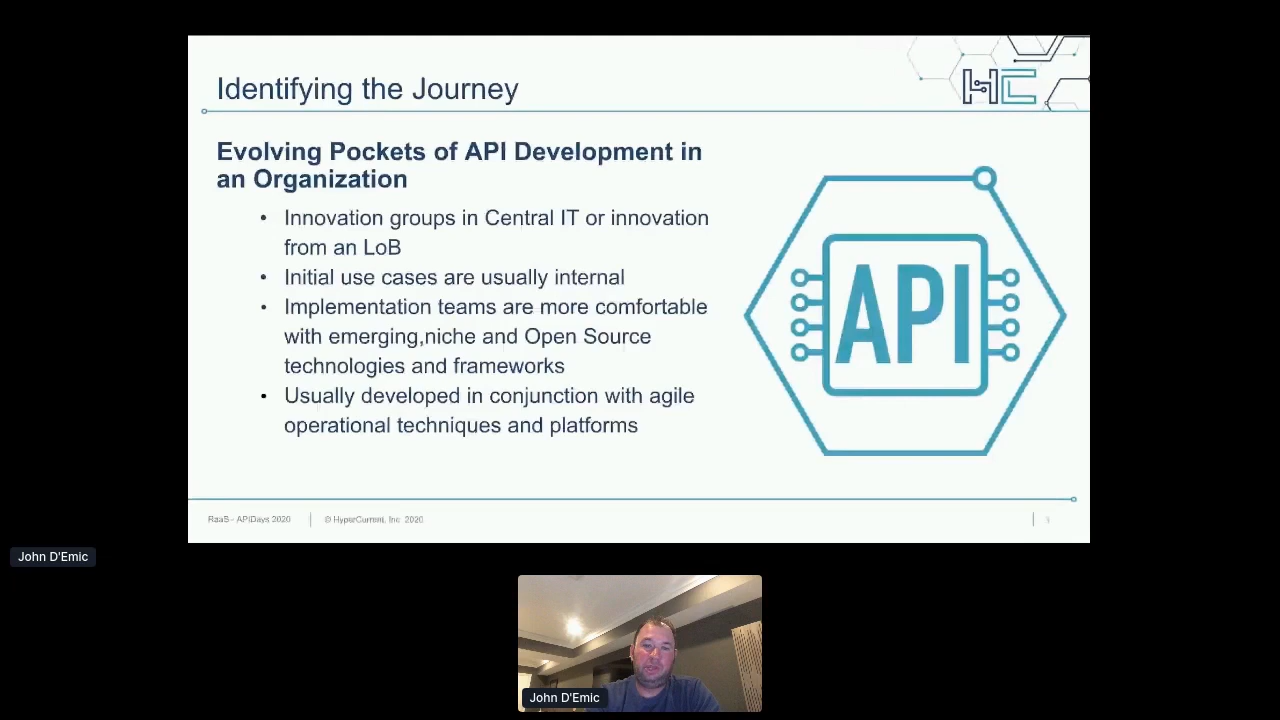 Identifying the Journey
HC
Evolving Pockets of API Development in
an Organization
• Innovation groups in Central IT or innovation
from an LoB
• Initial use cases are usually internal
• Implementation teams are more comfortable
with emerging,niche and Open Source
technologies and frameworks
• Usually developed in conjunction with agile
operational techniques and platforms
API
RaaS– APIDays 2020
© HyperCurrent, Inc. 2020
John D'Emic
John D'Emic